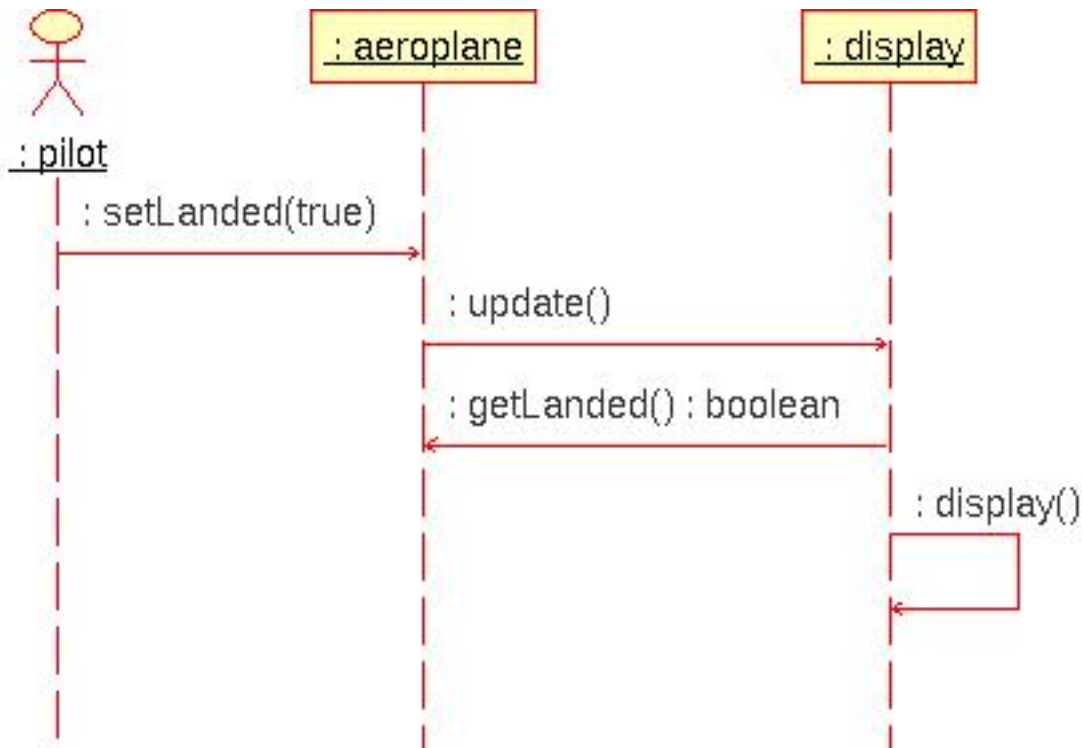 : aeroplane
: display
: pilot
: setLanded(true)
: update()
: getLanded() : boolean
: display()